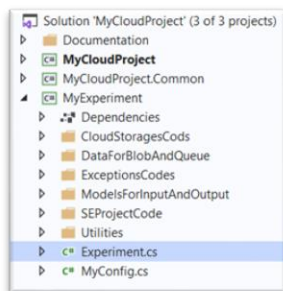 Solution 'MyCloudProject' (3 of 3 projects)
Documentation
C# MyCloudProject
C# MyCloudProject.Common
C# MyExperiment
Dependencies
CloudStoragesCods
DataForBlobAndQueue
ExceptionsCodes
ModelsForInputAndOutput
SEProjectCode
Utilities
C# Experiment.cs
C# MyConfig.cs